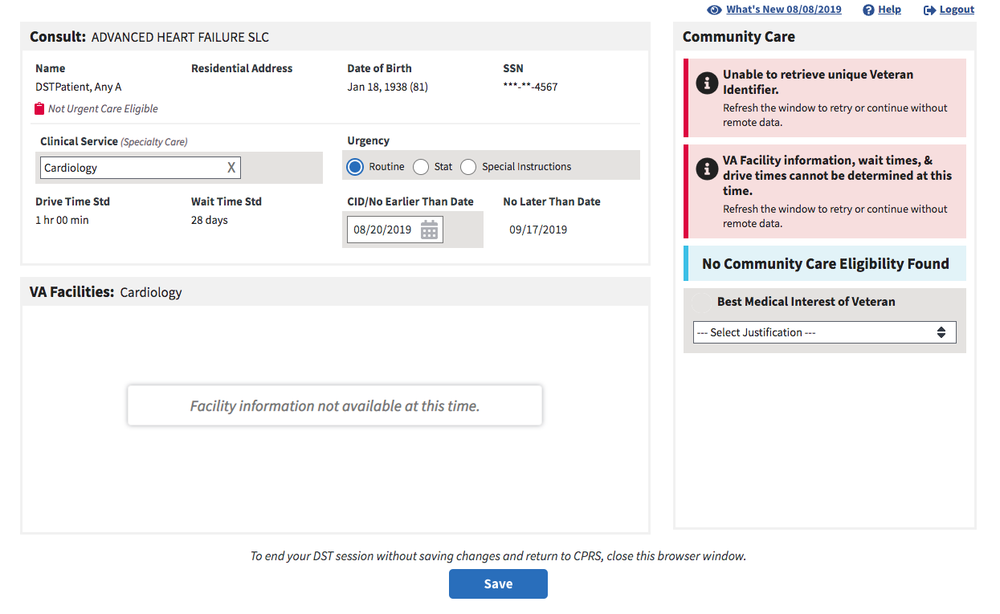 What's New 08/08/2019 Help Logout
Consult: ADVANCED HEART FAILURE SLC
Name Residential Address Date of Birth SSN
DSTPatient, Any A Jan 18, 1938 (81) ***-**-4567
Not Urgent Care Eligible
Clinical Service (Specialty Care) Urgency
Cardiology X Routine Stat Special Instructions
Drive Time Std Wait Time Std CID/No Earlier Than Date No Later Than Date
1 hr 00 min 28 days 08/20/2019 09/17/2019
VA Facilities: Cardiology
Facility information not available at this time.
Community Care
Unable to retrieve unique Veteran
Identifier.
Refresh the window to retry or continue without
remote data.
VA Facility information, wait times, &
drive times cannot be determined at this
time.
Refresh the window to retry or continue without
remote data.
No Community Care Eligibility Found
Best Medical Interest of Veteran
--- Select Justification ---
To end your DST session without saving changes and return to CPRS, close this browser window.
Save